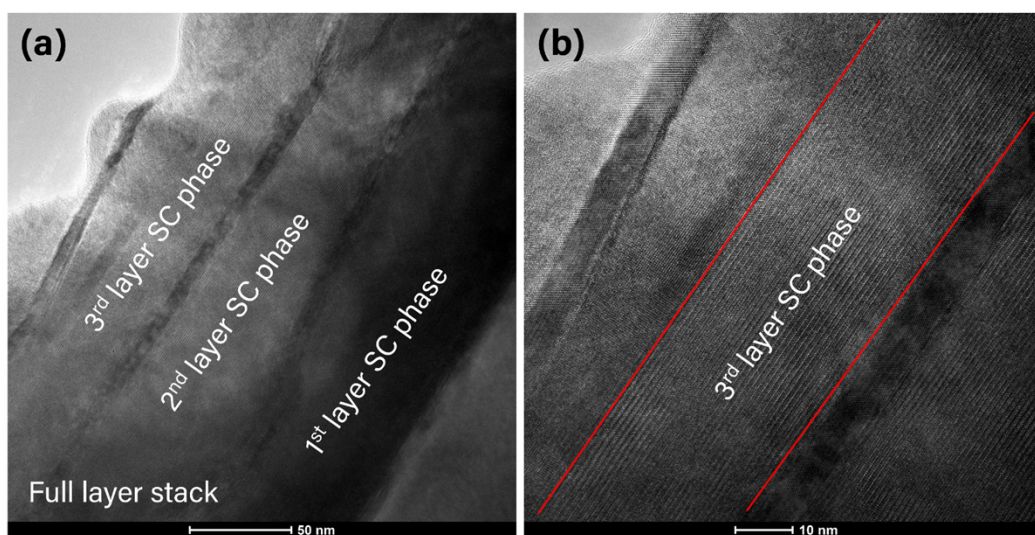 (a)
3rd layer SC phase
2nd layer SC phase
1st layer SC phase
Full layer stack
50 nm
(b)
3rd layer SC phase
10 nm